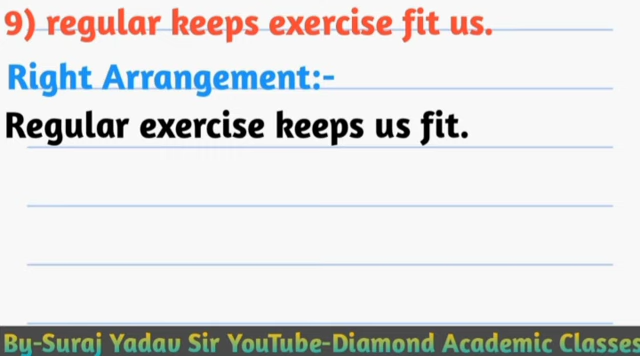 9) regular keeps exercise fit us.
Right Arrangement:-
Regular exercise keeps us fit.
By-Suraj Yadav Sir YouTube-Diamond Academic Classes